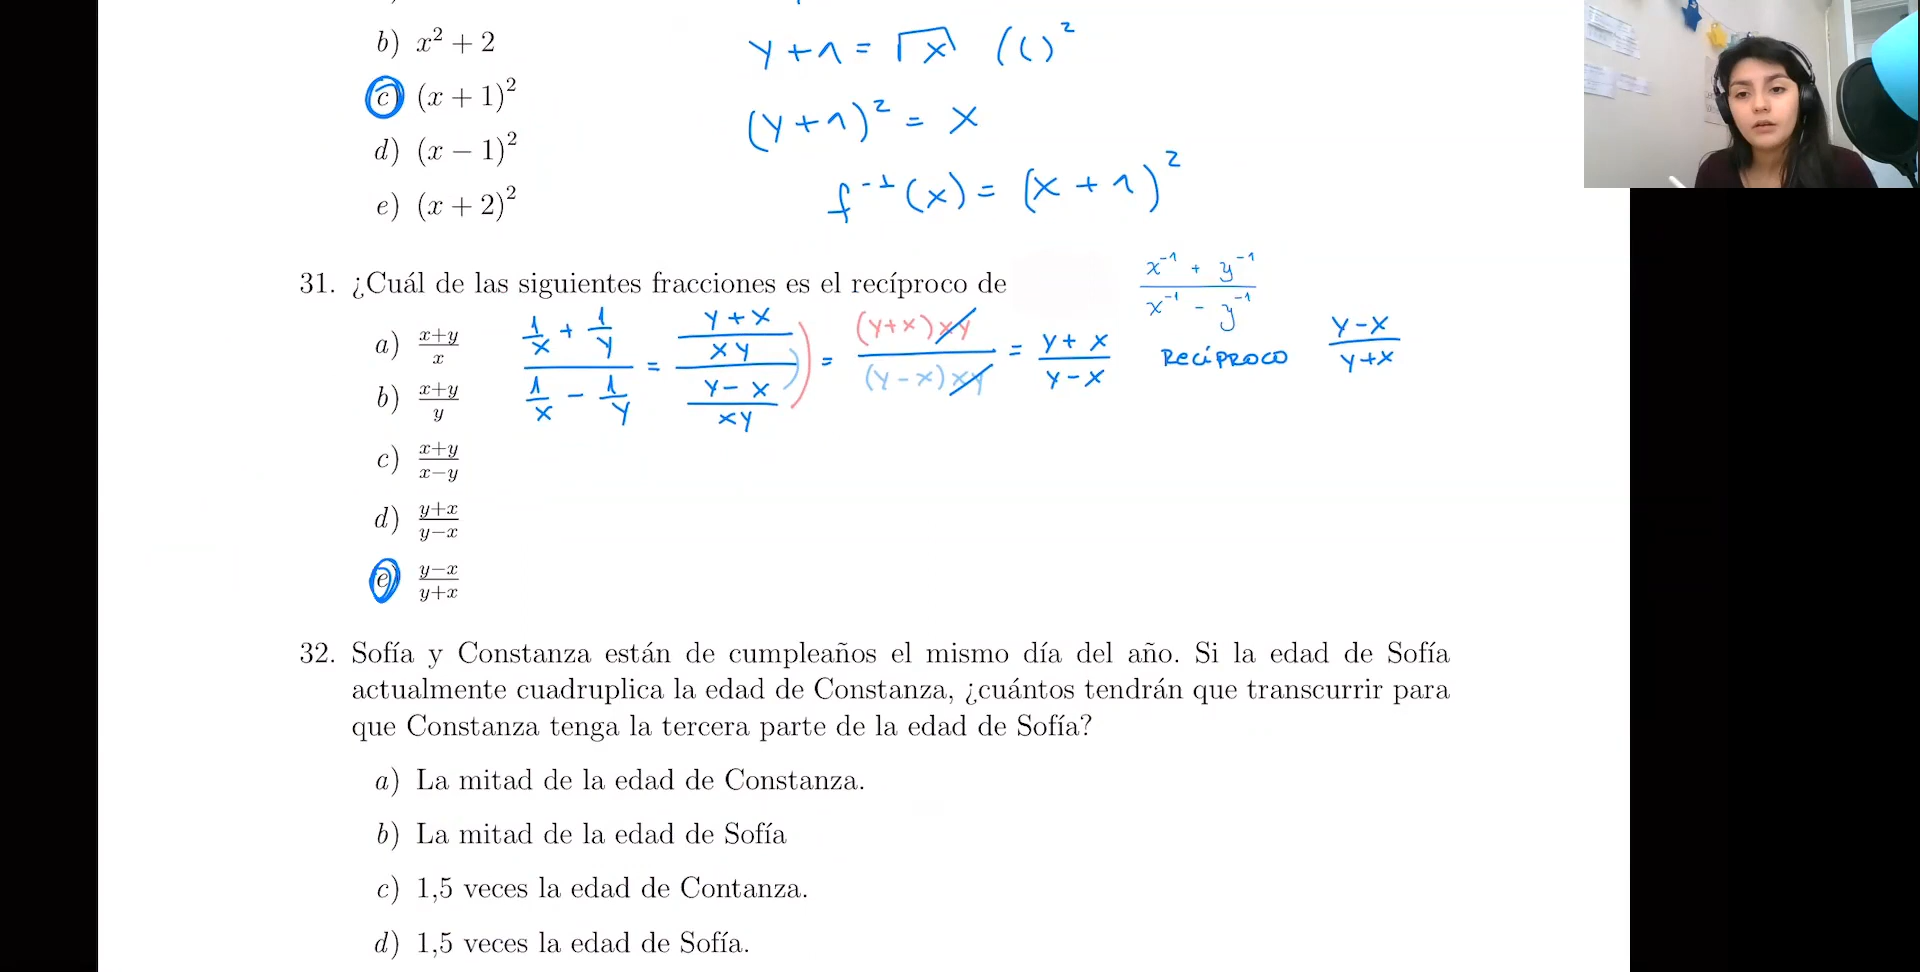 b) x² + 2
c) (x + 1)²
d) (x − 1)²
e) (x + 2)²
y + 1 = √x ( ( )²
(y + 1)² = x
f⁻¹(x) = (x + 1)²
31. ¿Cuál de las siguientes fracciones es el recíproco de (x⁻¹ + y⁻¹)/(x⁻¹ − y⁻¹)
(1/x + 1/y)/(1/x − 1/y) = ((y + x)/(xy))/((y − x)/(xy)) = ((y+x)xy)/((y−x)xy) = (y + x)/(y − x) RECÍPROCO (y−x)/(y+x)
a) (x+y)/x
b) (x+y)/y
c) (x+y)/(x−y)
d) (y+x)/(y−x)
e) (y−x)/(y+x)
32. Sofía y Constanza están de cumpleaños el mismo día del año. Si la edad de Sofía
actualmente cuadruplica la edad de Constanza, ¿cuántos tendrán que transcurrir para
que Constanza tenga la tercera parte de la edad de Sofía?
a) La mitad de la edad de Constanza.
b) La mitad de la edad de Sofía
c) 1,5 veces la edad de Contanza.
d) 1,5 veces la edad de Sofía.